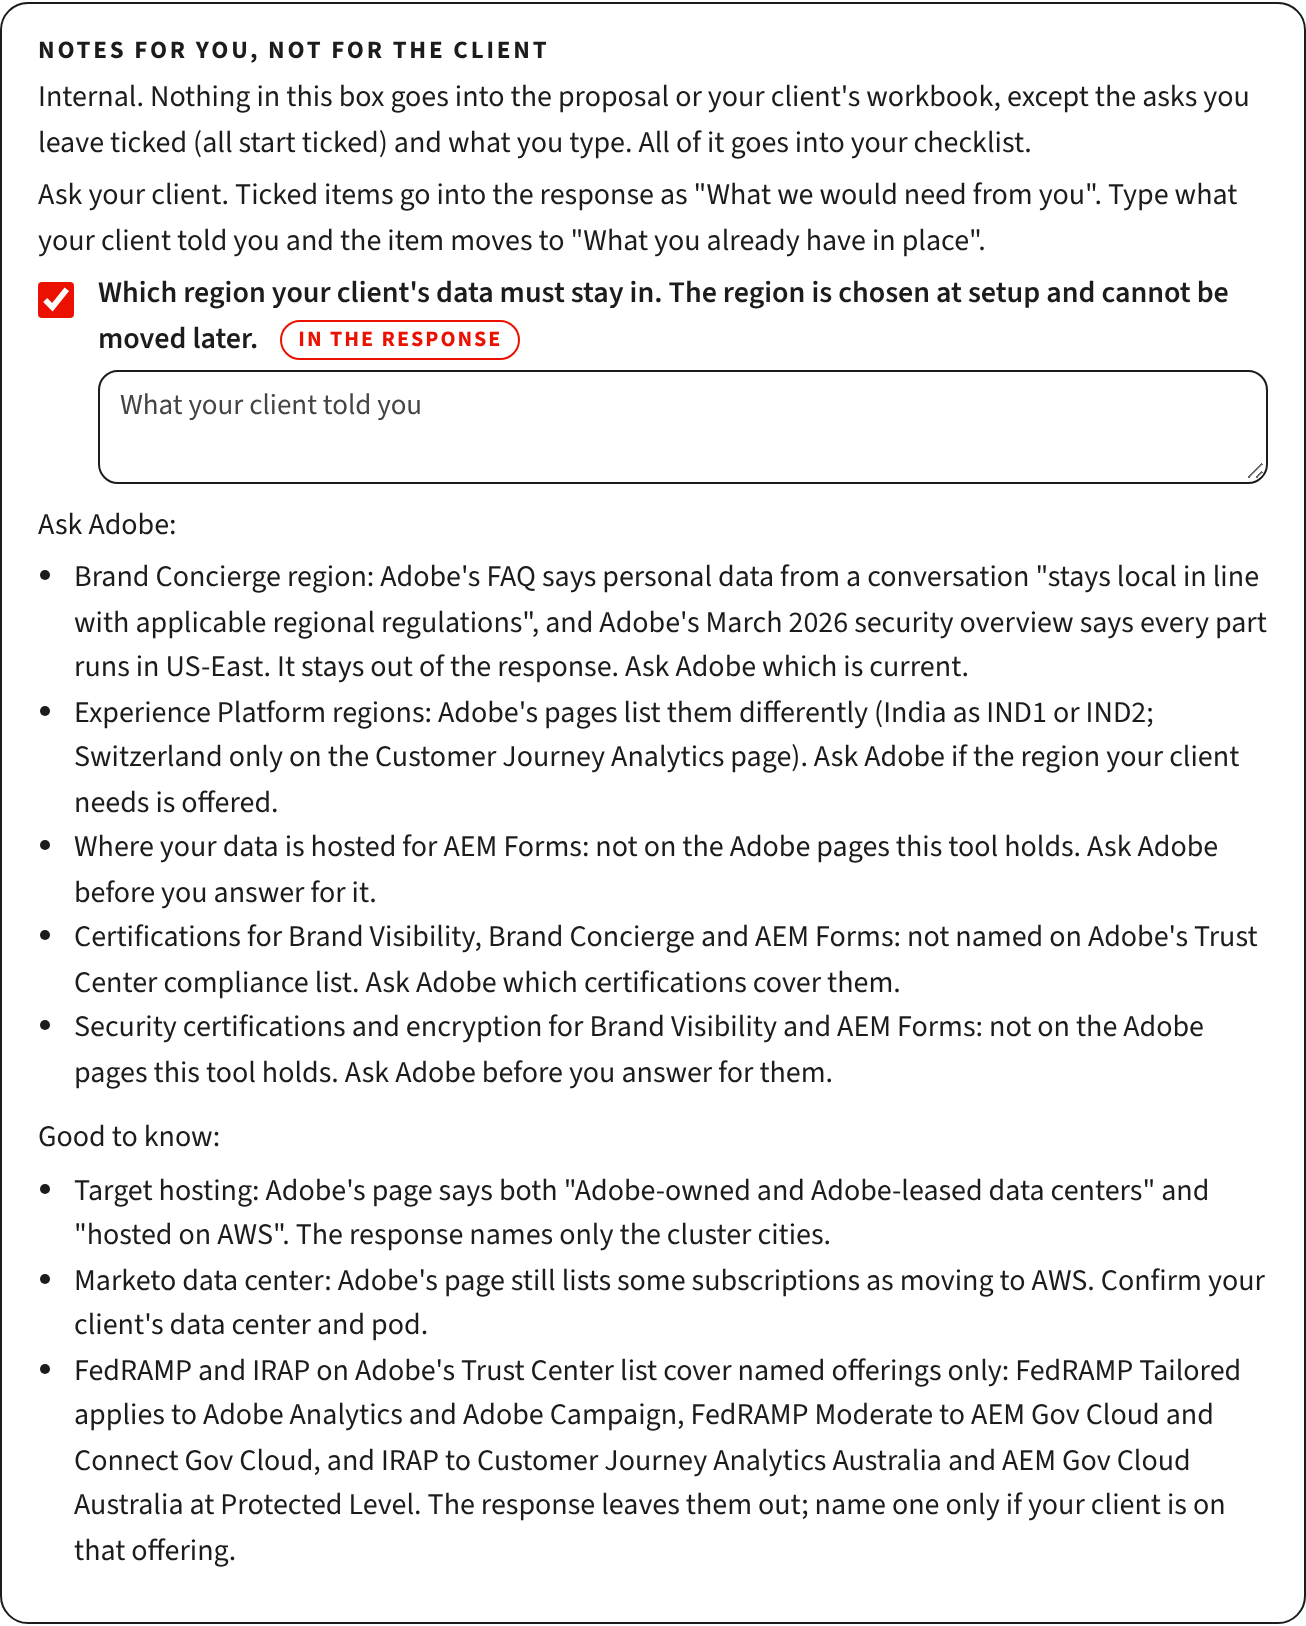 NOTES FOR YOU, NOT FOR THE CLIENT
Internal. Nothing in this box goes into the proposal or your client's workbook, except the asks you
leave ticked (all start ticked) and what you type. All of it goes into your checklist.
Ask your client. Ticked items go into the response as "What we would need from you". Type what
your client told you and the item moves to "What you already have in place".
Which region your client's data must stay in. The region is chosen at setup and cannot be
moved later. IN THE RESPONSE
What your client told you
Ask Adobe:
• Brand Concierge region: Adobe's FAQ says personal data from a conversation "stays local in line
with applicable regional regulations", and Adobe's March 2026 security overview says every part
runs in US-East. It stays out of the response. Ask Adobe which is current.
• Experience Platform regions: Adobe's pages list them differently (India as IND1 or IND2;
Switzerland only on the Customer Journey Analytics page). Ask Adobe if the region your client
needs is offered.
• Where your data is hosted for AEM Forms: not on the Adobe pages this tool holds. Ask Adobe
before you answer for it.
• Certifications for Brand Visibility, Brand Concierge and AEM Forms: not named on Adobe's Trust
Center compliance list. Ask Adobe which certifications cover them.
• Security certifications and encryption for Brand Visibility and AEM Forms: not on the Adobe
pages this tool holds. Ask Adobe before you answer for them.
Good to know:
• Target hosting: Adobe's page says both "Adobe-owned and Adobe-leased data centers" and
"hosted on AWS". The response names only the cluster cities.
• Marketo data center: Adobe's page still lists some subscriptions as moving to AWS. Confirm your
client's data center and pod.
• FedRAMP and IRAP on Adobe's Trust Center list cover named offerings only: FedRAMP Tailored
applies to Adobe Analytics and Adobe Campaign, FedRAMP Moderate to AEM Gov Cloud and
Connect Gov Cloud, and IRAP to Customer Journey Analytics Australia and AEM Gov Cloud
Australia at Protected Level. The response leaves them out; name one only if your client is on
that offering.